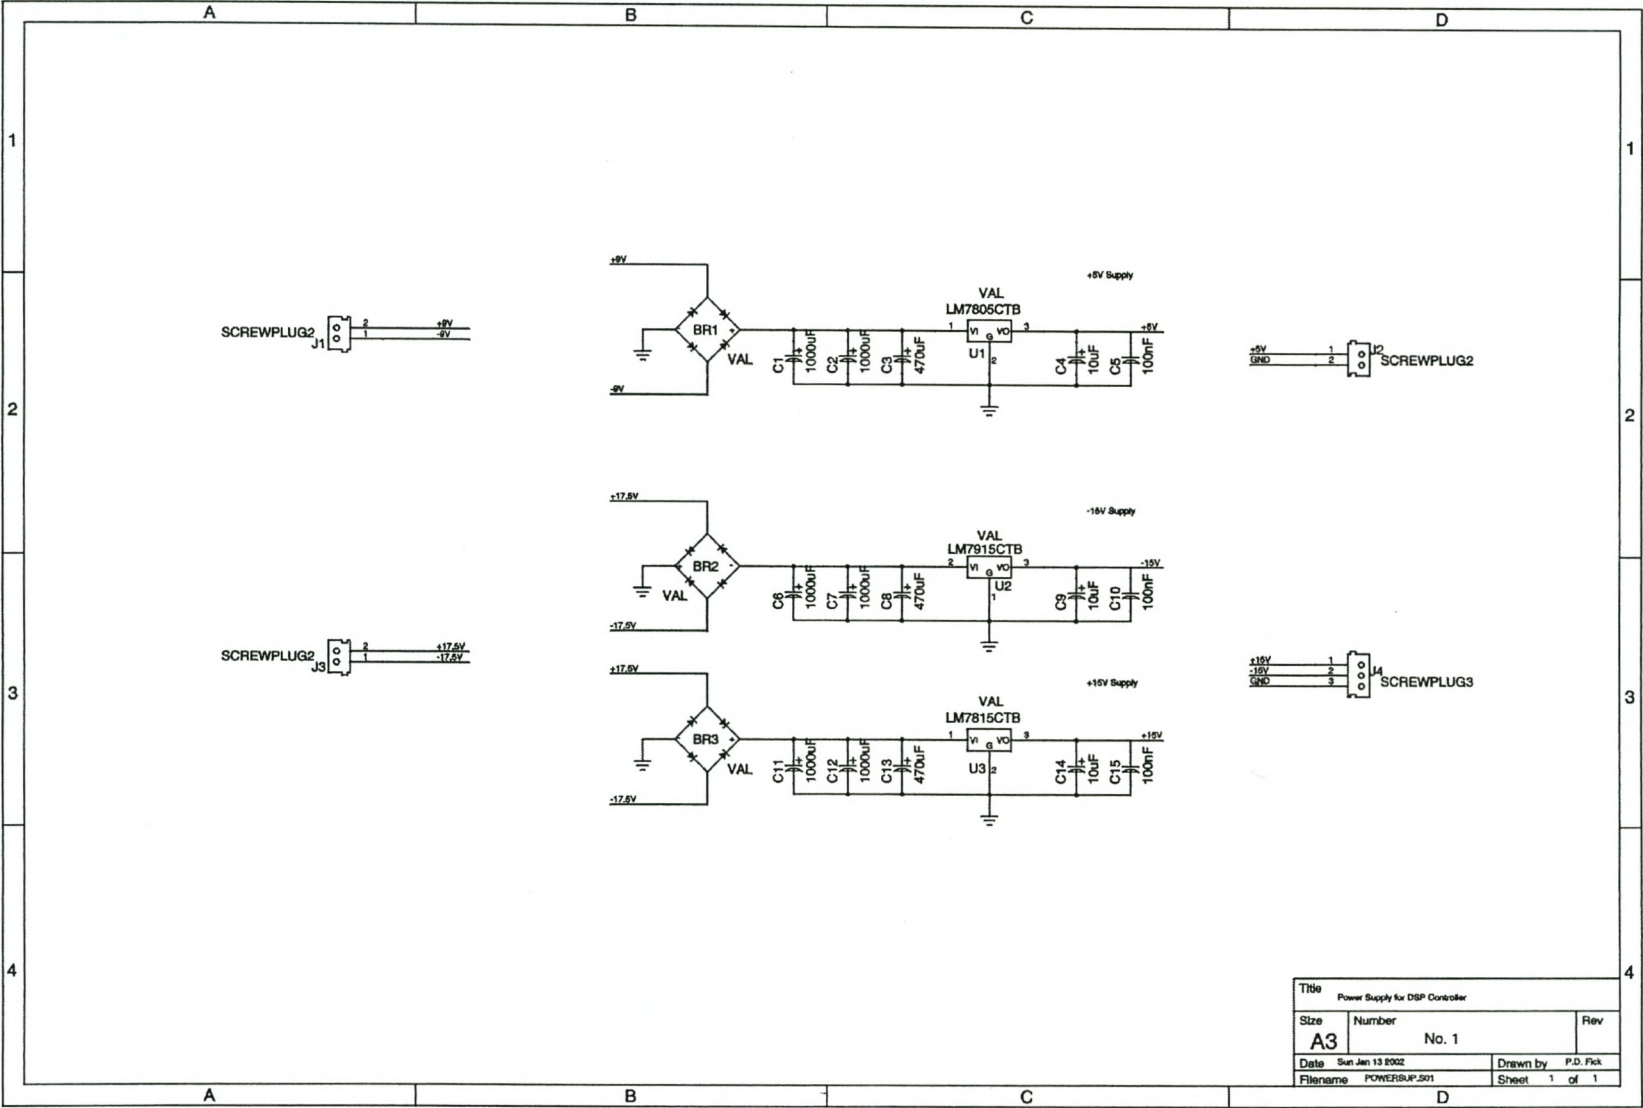 A B C D
1 1
+9V
+5V Supply
VAL
LM7805CTB
SCREWPLUG2 J1
2 +9V
1 -9V
BR1
VAL
C1 1000uF
C2 1000uF
C3 470uF
1 VI VO 3
G
U1 2
C4 10uF
C5 100nF
+5V
-9V
+5V 1
GND 2
J2
SCREWPLUG2
2 2
+17.5V
-15V Supply
VAL
LM7915CTB
BR2
VAL
C6 1000uF
C7 1000uF
C8 470uF
2 VI VO 3
G
U2
1
C9 10uF
C10 100nF
-15V
-17.5V
SCREWPLUG2 J3
2 +17.5V
1 -17.5V
+15V 1
-15V 2
GND 3
J4
SCREWPLUG3
3 3
+17.5V
+15V Supply
VAL
LM7815CTB
BR3
VAL
C11 1000uF
C12 1000uF
C13 470uF
1 VI VO 3
G
U3 2
C14 10uF
C15 100nF
+15V
-17.5V
4 4
Title
Power Supply for DSP Controller
Size Number Rev
A3 No. 1
Date Sun Jan 13 2002 Drawn by P.D. Fick
Filename POWERSUP.S01 Sheet 1 of 1
A B C D